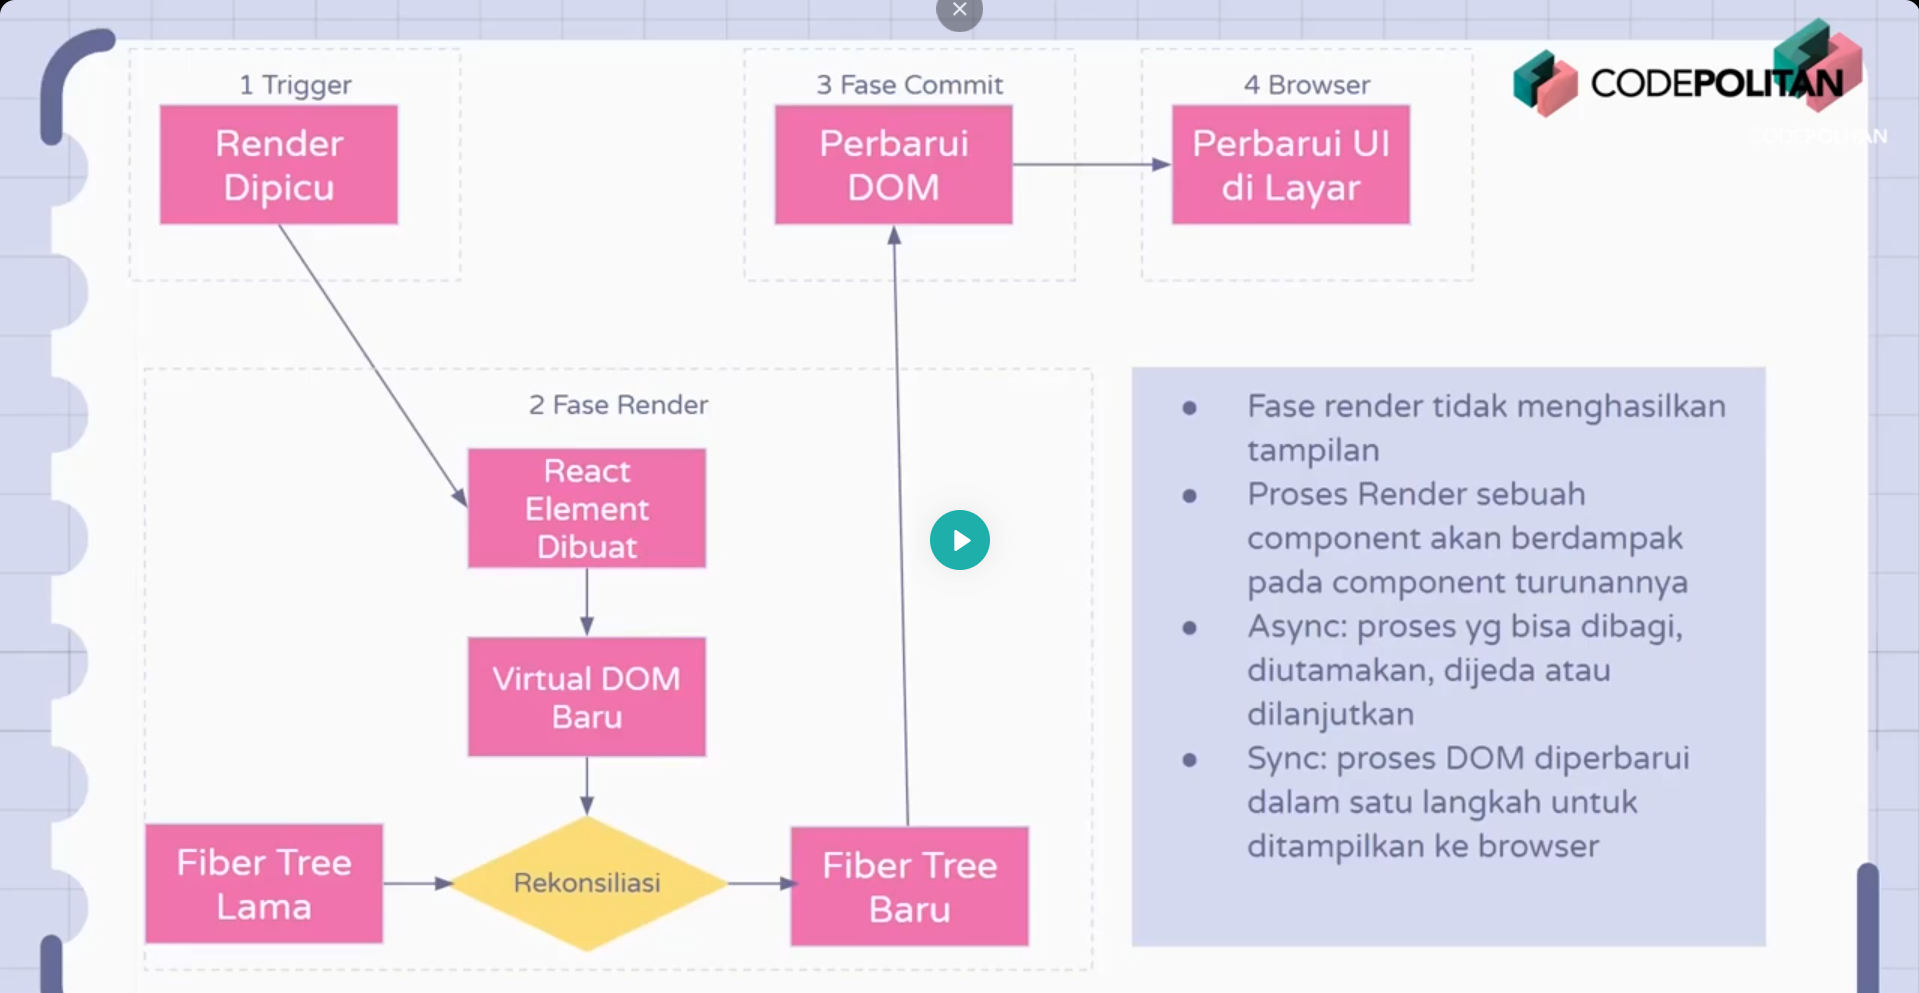 1 Trigger
Render
Dipicu
3 Fase Commit
Perbarui
DOM
4 Browser
Perbarui UI
di Layar
CODEPOLITAN
CODEPOLITAN
2 Fase Render
React
Element
Dibuat
Virtual DOM
Baru
Fiber Tree
Lama
Rekonsiliasi
Fiber Tree
Baru
Fase render tidak menghasilkan
tampilan
Proses Render sebuah
component akan berdampak
pada component turunannya
Async: proses yg bisa dibagi,
diutamakan, dijeda atau
dilanjutkan
Sync: proses DOM diperbarui
dalam satu langkah untuk
ditampilkan ke browser